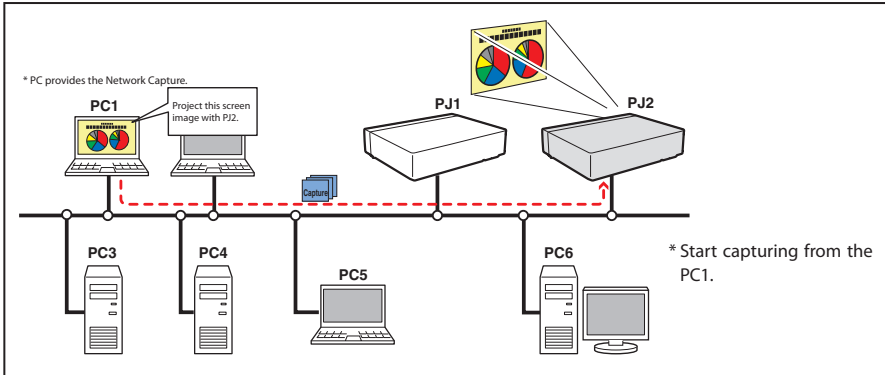 * PC provides the Network Capture.
PC1
Project this screen
image with PJ2.
PJ1
PJ2
Capture
PC3
PC4
PC5
PC6
* Start capturing from the
PC1.